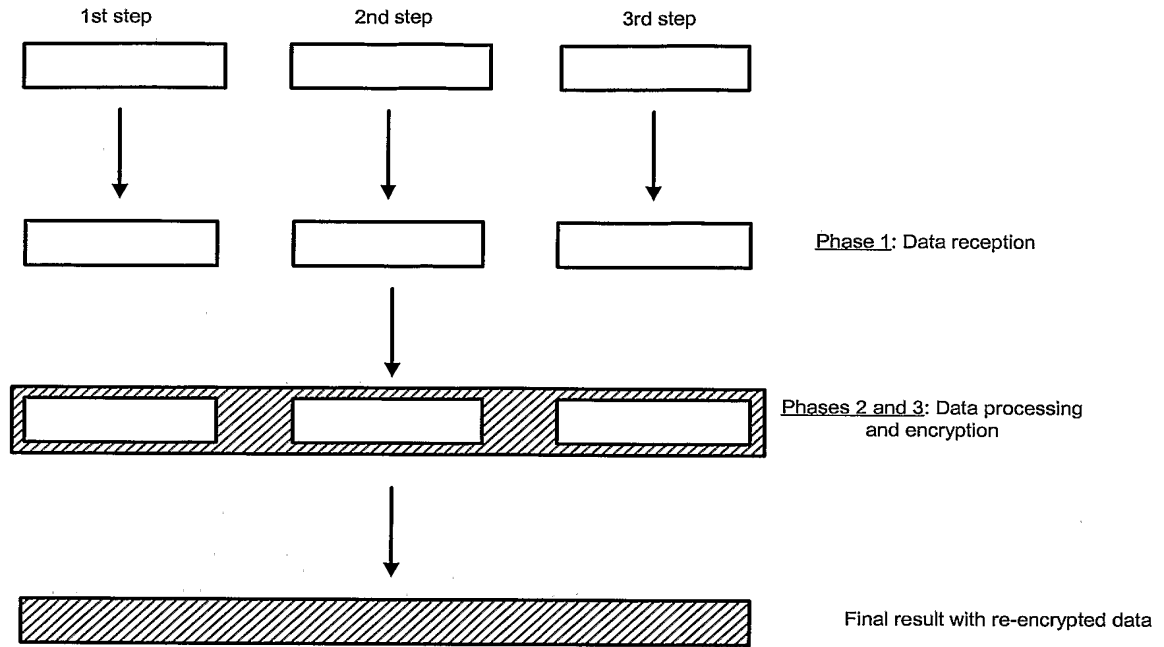 1st step
2nd step
3rd step
Phase 1: Data reception
Phases 2 and 3: Data processing
and encryption
Final result with re-encrypted data